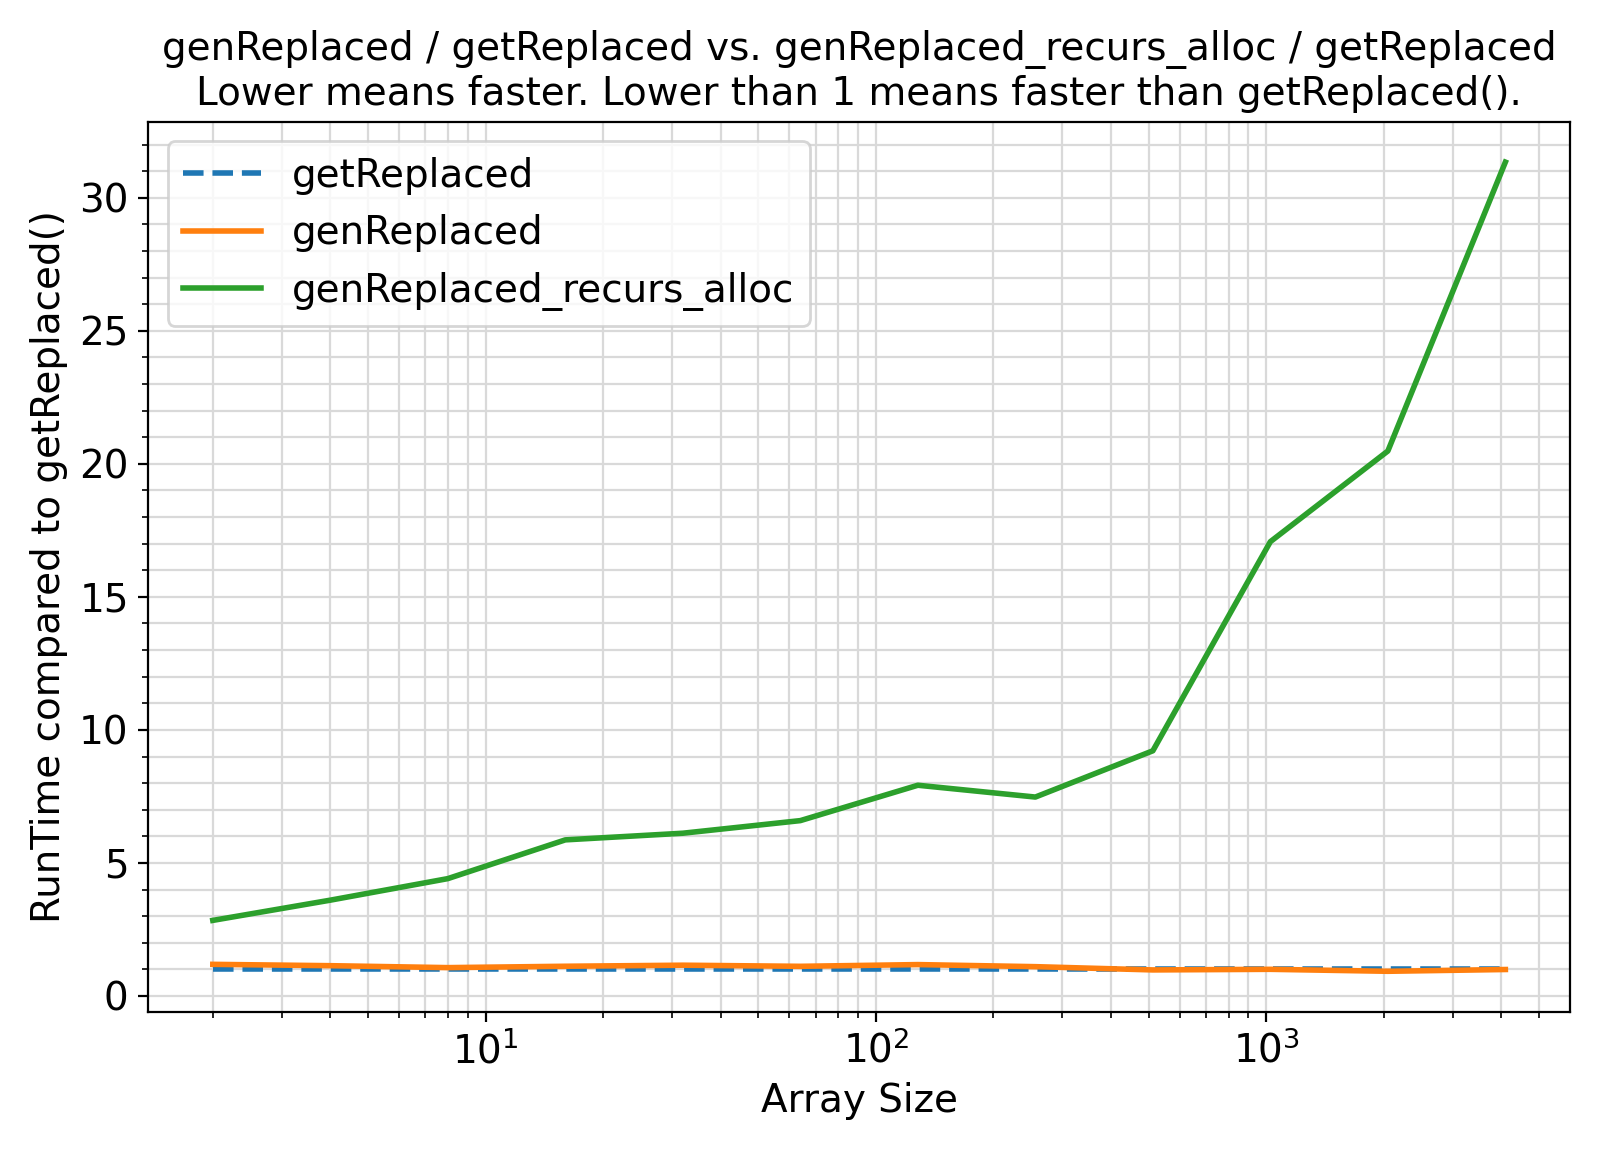 genReplaced / getReplaced vs. genReplaced_recurs_alloc / getReplaced
Lower means faster. Lower than 1 means faster than getReplaced().
getReplaced
genReplaced
genReplaced_recurs_alloc
RunTime compared to getReplaced()
30
25
20
15
10
5
0
10¹ 10² 10³
Array Size